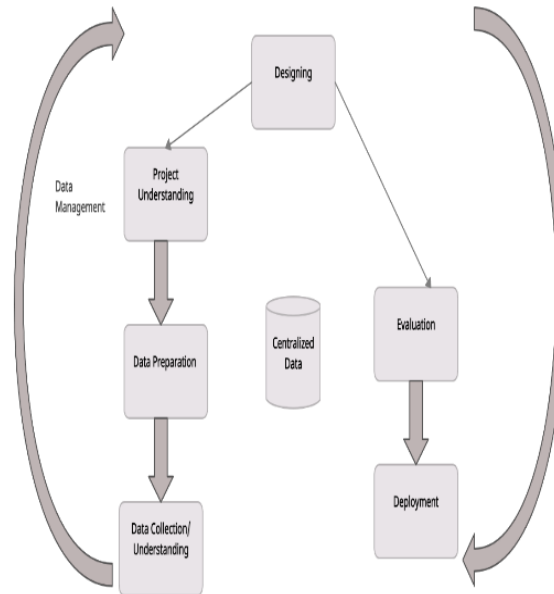 Designing
Project
Understanding
Data
Management
Evaluation
Centralized
Data
Data Preparation
Deployment
Data Collection/
Understanding